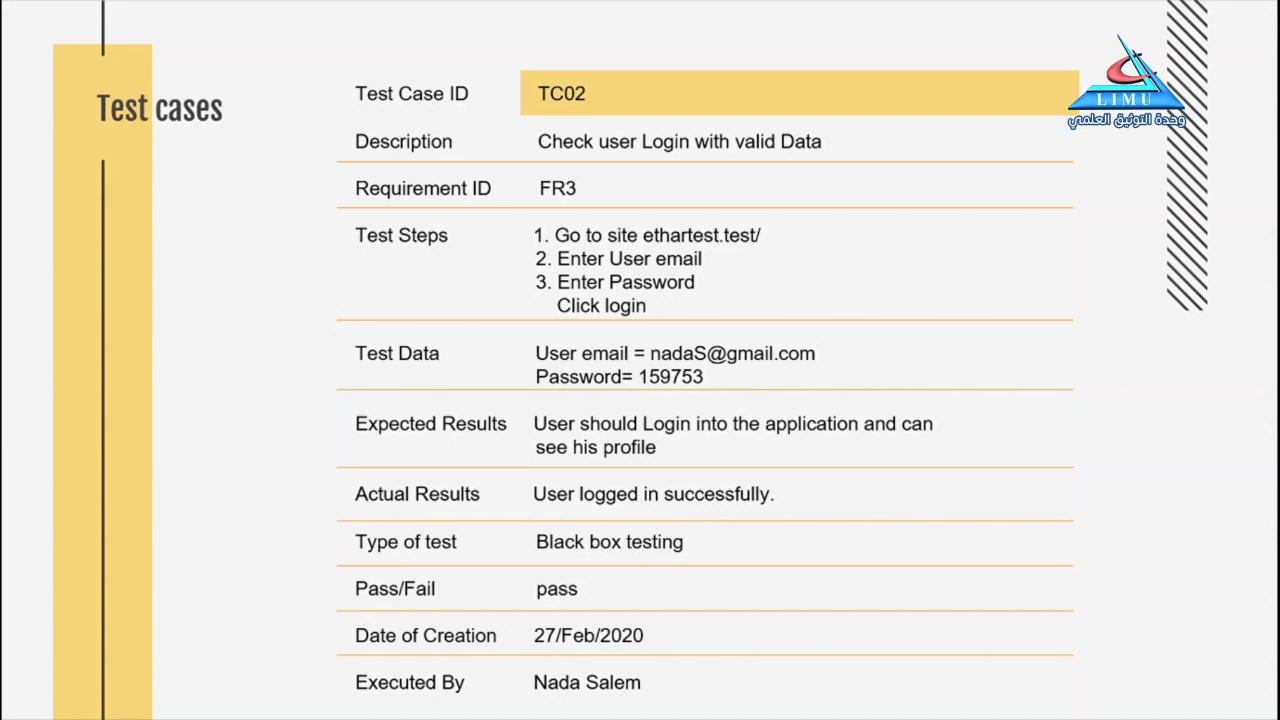 Test cases
LIMU
وحدة التوثيق العلمي
Test Case ID TC02
Description Check user Login with valid Data
Requirement ID FR3
Test Steps 1. Go to site ethartest.test/
2. Enter User email
3. Enter Password
Click login
Test Data User email = nadaS@gmail.com
Password= 159753
Expected Results User should Login into the application and can
see his profile
Actual Results User logged in successfully.
Type of test Black box testing
Pass/Fail pass
Date of Creation 27/Feb/2020
Executed By Nada Salem